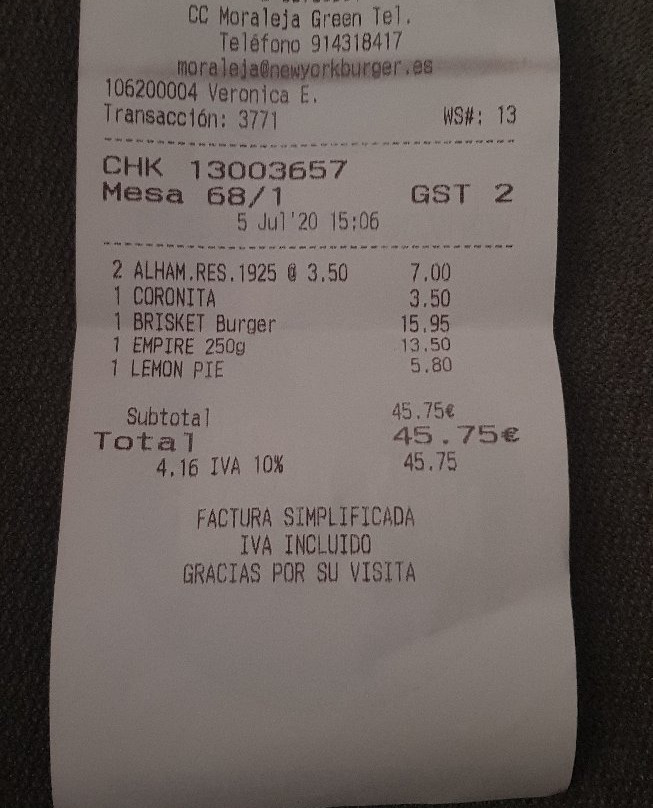 CC Moraleja Green Tel.
Teléfono 914318417
moraleja@newyorkburger.es
106200004 Veronica E.
Transacción: 3771 WS#: 13
CHK 13003657
Mesa 68/1 GST 2
5 Jul'20 15:06
2 ALHAM.RES.1925 @ 3.50 7.00
1 CORONITA 3.50
1 BRISKET Burger 15.95
1 EMPIRE 250g 13.50
1 LEMON PIE 5.80
Subtotal 45.75€
Total 45.75€
4.16 IVA 10% 45.75
FACTURA SIMPLIFICADA
IVA INCLUIDO
GRACIAS POR SU VISITA